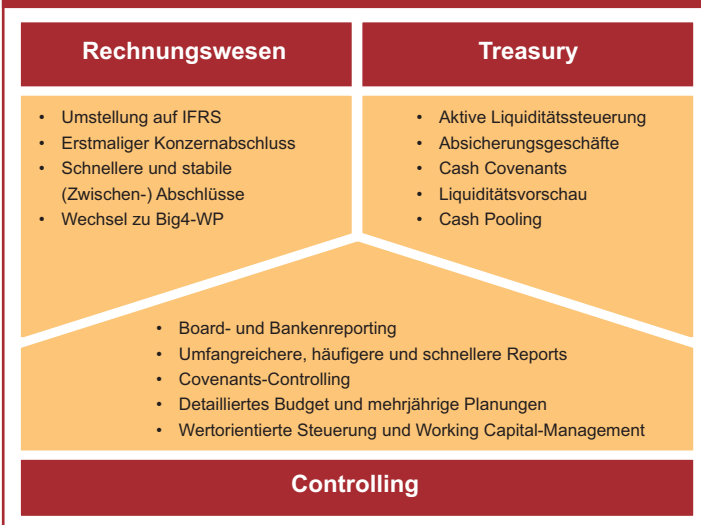 Rechnungswesen
• Umstellung auf IFRS
• Erstmaliger Konzernabschluss
• Schnellere und stabile
(Zwischen-) Abschlüsse
• Wechsel zu Big4-WP
Treasury
• Aktive Liquiditätssteuerung
• Absicherungsgeschäfte
• Cash Covenants
• Liquiditätsvorschau
• Cash Pooling
• Board- und Bankenreporting
• Umfangreichere, häufigere und schnellere Reports
• Covenants-Controlling
• Detailliertes Budget und mehrjährige Planungen
• Wertorientierte Steuerung und Working Capital-Management
Controlling